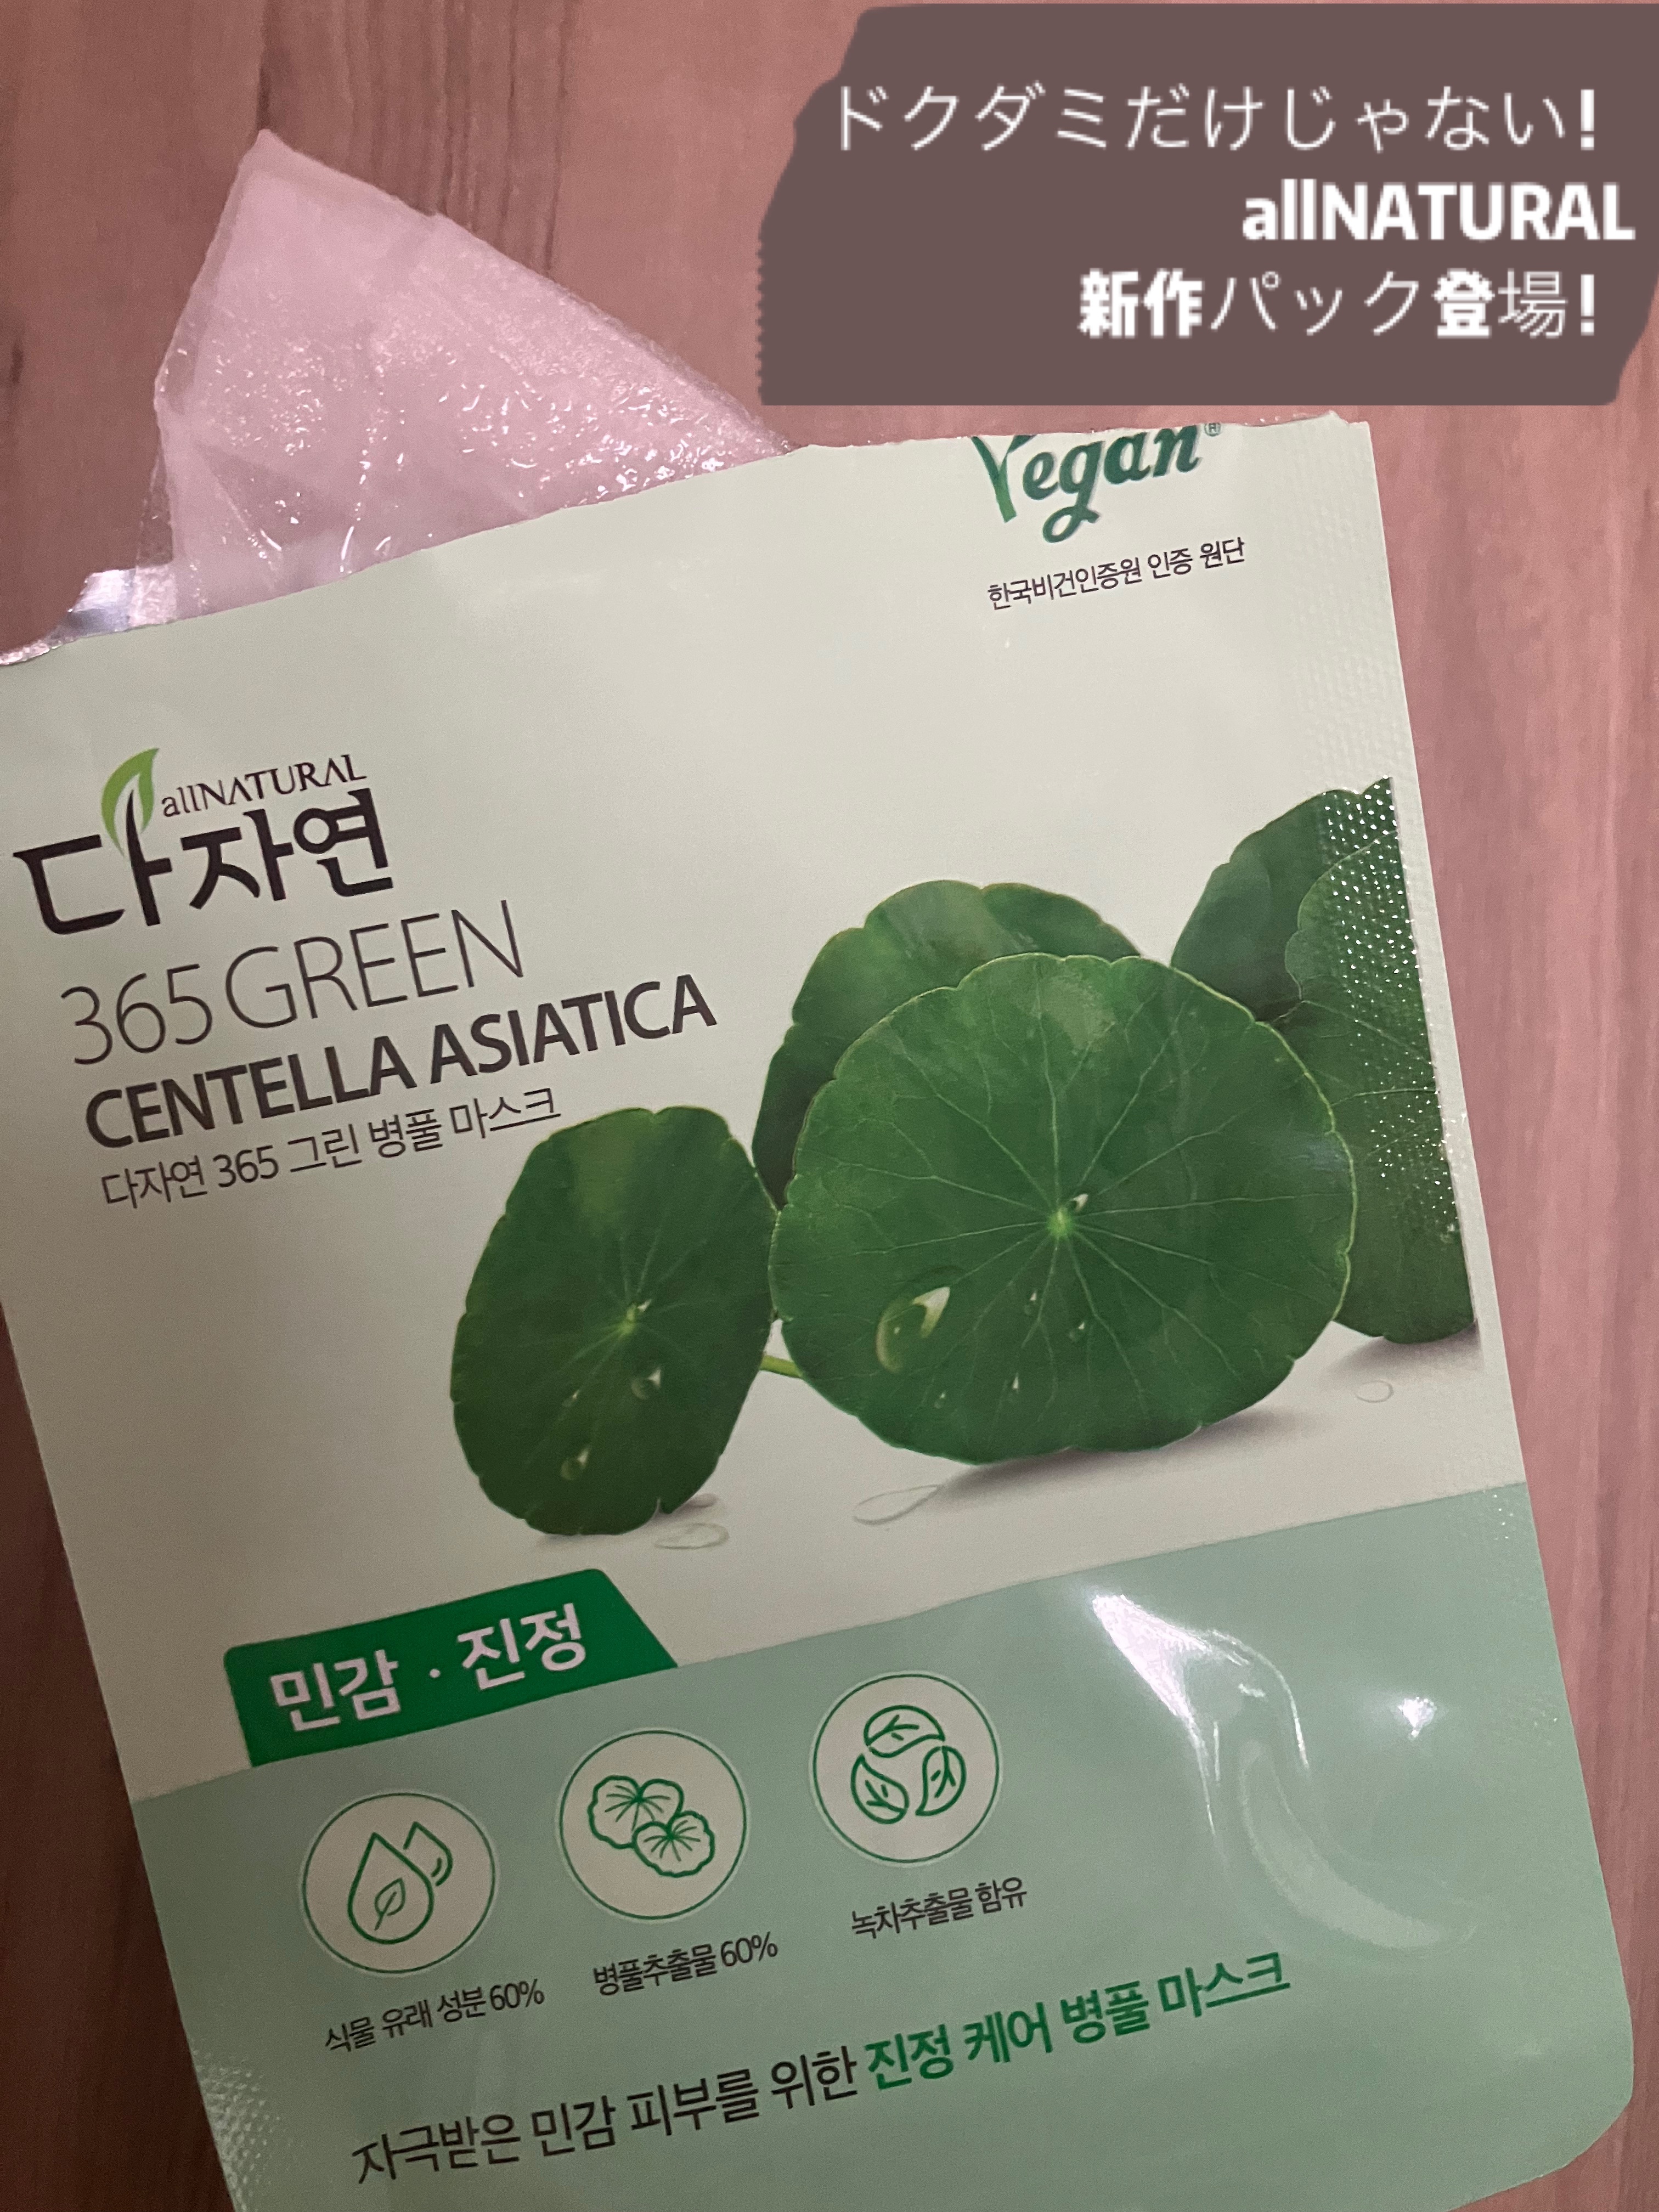 ドクダミだけじゃない!
allNATURAL
新作パック登場!
Vegan®
한국비건인증원 인증 원단
allNATURAL
다자연
365 GREEN
CENTELLA ASIATICA
다자연 365 그린 병풀 마스크
민감 · 진정
식물 유래 성분 60%
병풀추출물 60%
녹차추출물 함유
자극받은 민감 피부를 위한 진정 케어 병풀 마스크